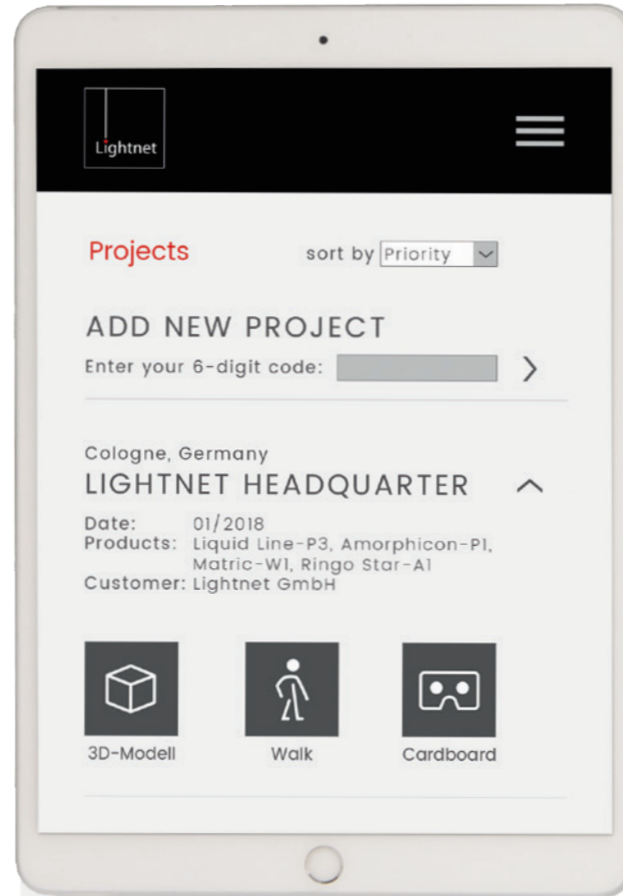 Lightnet
Projects
sort by Priority
ADD NEW PROJECT
Enter your 6-digit code:
Cologne, Germany
LIGHTNET HEADQUARTER
Date: 01/2018
Products: Liquid Line-P3, Amorphicon-P1,
Matric-W1, Ringo Star-A1
Customer: Lightnet GmbH
3D-Modell Walk Cardboard